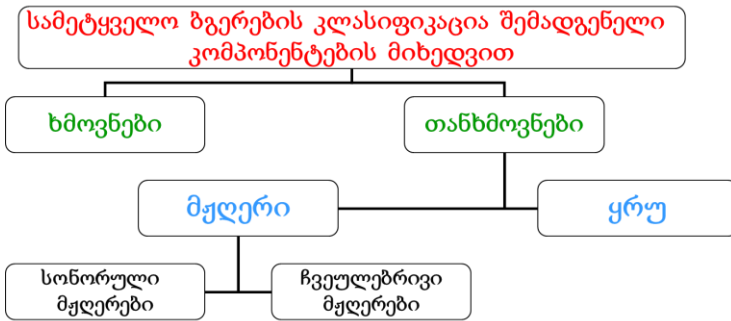 სამეტყველო ბგერების კლასიფიკაცია შემადგენელი
კომპონენტების მიხედვით
ხმოვნები
თანხმოვნები
მჟღერი
ყრუ
სონორული
მჟღერები
ჩვეულებრივი
მჟღერები